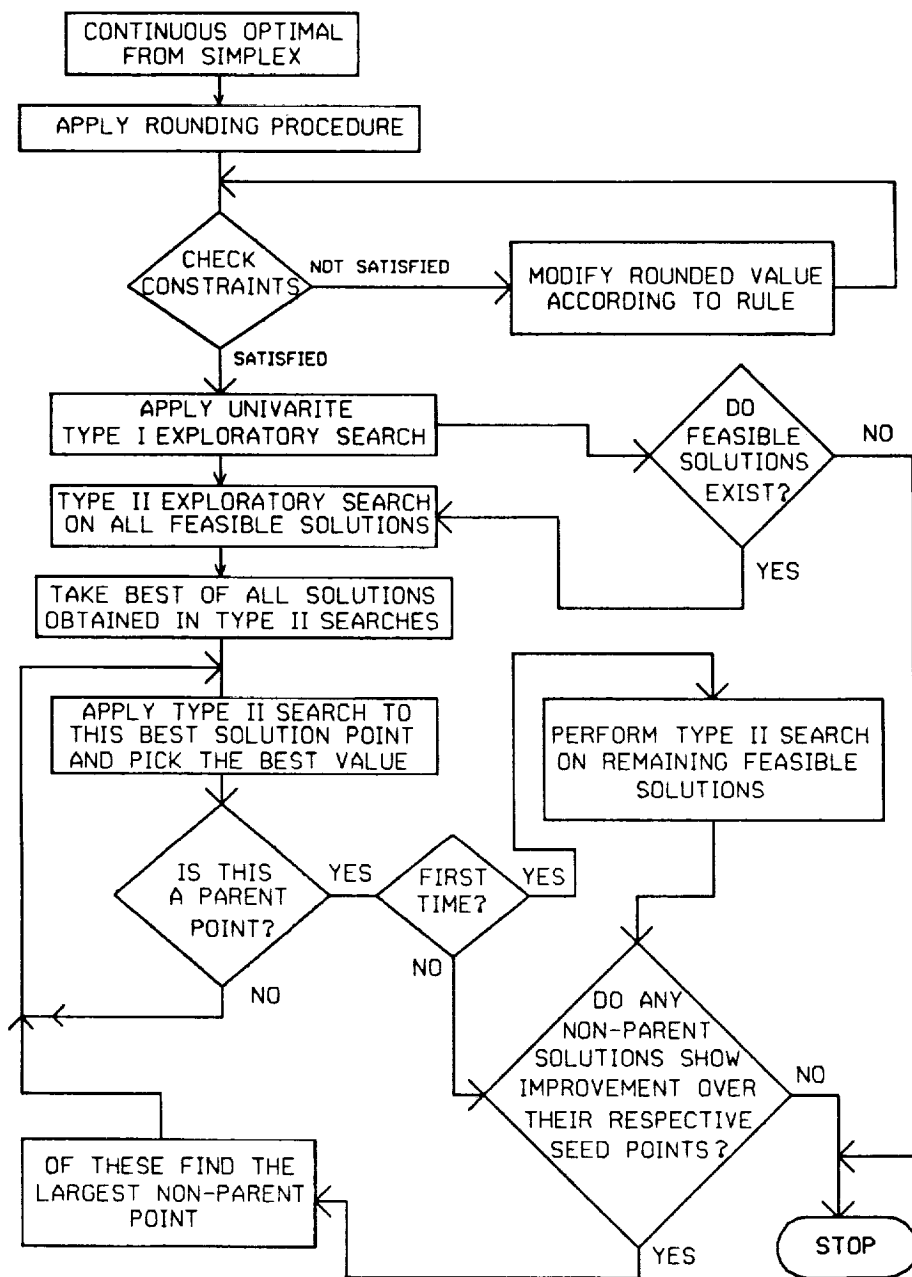 CONTINUOUS OPTIMAL
FROM SIMPLEX
APPLY ROUNDING PROCEDURE
CHECK
CONSTRAINTS
NOT SATISFIED
MODIFY ROUNDED VALUE
ACCORDING TO RULE
SATISFIED
APPLY UNIVARITE
TYPE I EXPLORATORY SEARCH
DO
FEASIBLE
SOLUTIONS
EXIST?
NO
YES
TYPE II EXPLORATORY SEARCH
ON ALL FEASIBLE SOLUTIONS
TAKE BEST OF ALL SOLUTIONS
OBTAINED IN TYPE II SEARCHES
APPLY TYPE II SEARCH TO
THIS BEST SOLUTION POINT
AND PICK THE BEST VALUE
PERFORM TYPE II SEARCH
ON REMAINING FEASIBLE
SOLUTIONS
IS THIS
A PARENT
POINT?
YES
NO
FIRST
TIME?
YES
NO
DO ANY
NON-PARENT
SOLUTIONS SHOW
IMPROVEMENT OVER
THEIR RESPECTIVE
SEED POINTS?
NO
YES
OF THESE FIND THE
LARGEST NON-PARENT
POINT
STOP